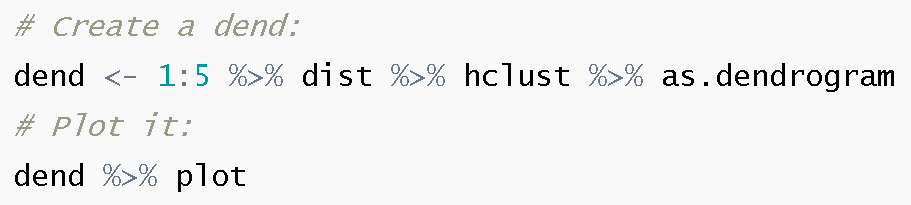 # Create a dend:
dend <- 1:5 %>% dist %>% hclust %>% as.dendrogram
# Plot it:
dend %>% plot